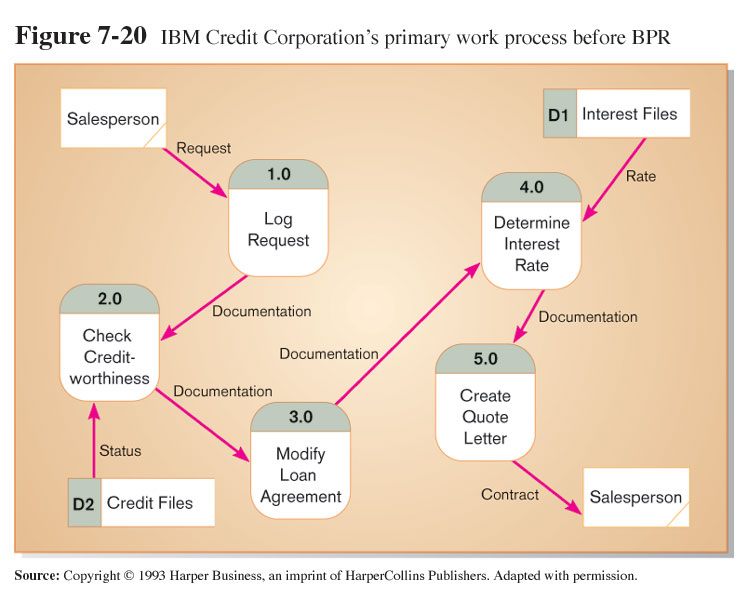 Figure 7-20 IBM Credit Corporation's primary work process before BPR
Salesperson
Request
1.0
Log
Request
Documentation
2.0
Check
Credit-
worthiness
Status
D2 Credit Files
Documentation
3.0
Modify
Loan
Agreement
Documentation
D1 Interest Files
Rate
4.0
Determine
Interest
Rate
Documentation
5.0
Create
Quote
Letter
Contract
Salesperson
Source: Copyright © 1993 Harper Business, an imprint of HarperCollins Publishers. Adapted with permission.